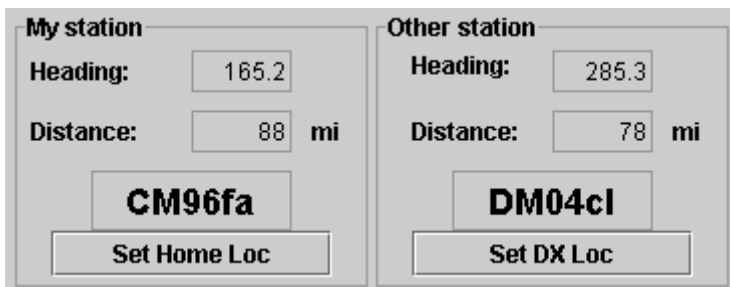 My station
Heading: 165.2
Distance: 88 mi
CM96fa
Set Home Loc
Other station
Heading: 285.3
Distance: 78 mi
DM04cl
Set DX Loc